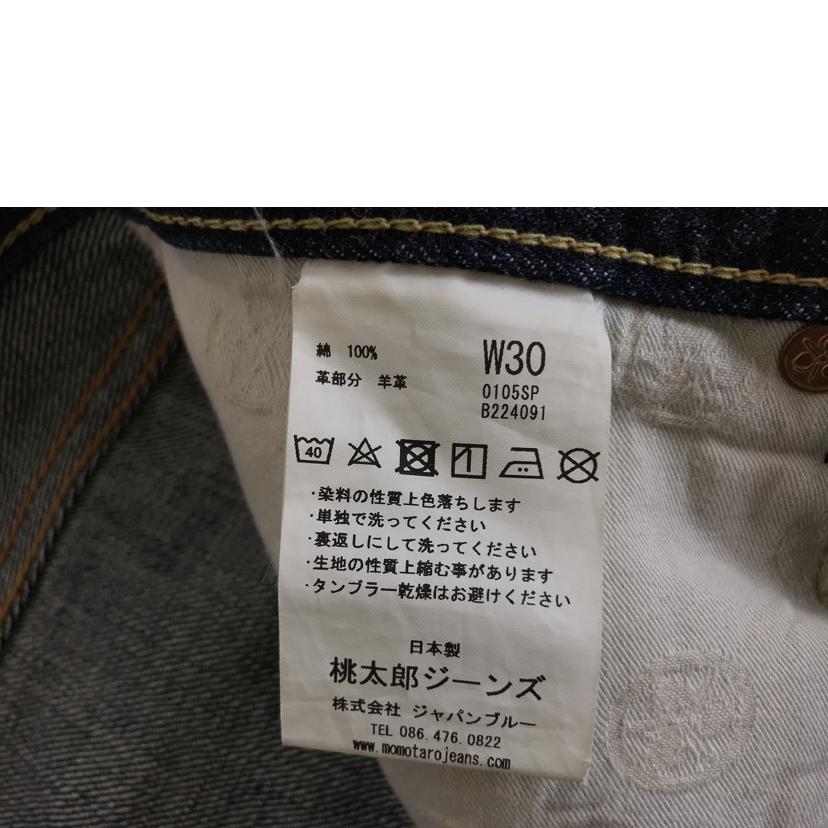 綿 100%
革部分 羊革
W30
0105SP
B224091
40
・染料の性質上色落ちします
・単独で洗ってください
・裏返しにして洗ってください
・生地の性質上縮む事があります
・タンブラー乾燥はお避けください
日本製
桃太郎ジーンズ
株式会社 ジャパンブルー
TEL 086.476.0822
www.momotarojeans.com